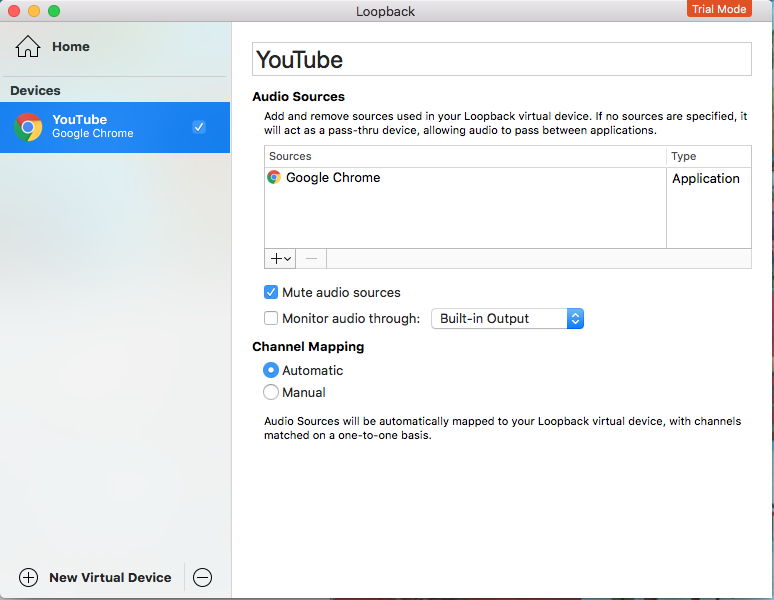 Loopback
Trial Mode
Home
Devices
YouTube
Google Chrome
New Virtual Device
YouTube
Audio Sources
Add and remove sources used in your Loopback virtual device. If no sources are specified, it
will act as a pass-thru device, allowing audio to pass between applications.
Sources Type
Google Chrome Application
Mute audio sources
Monitor audio through: Built-in Output
Channel Mapping
Automatic
Manual
Audio Sources will be automatically mapped to your Loopback virtual device, with channels
matched on a one-to-one basis.